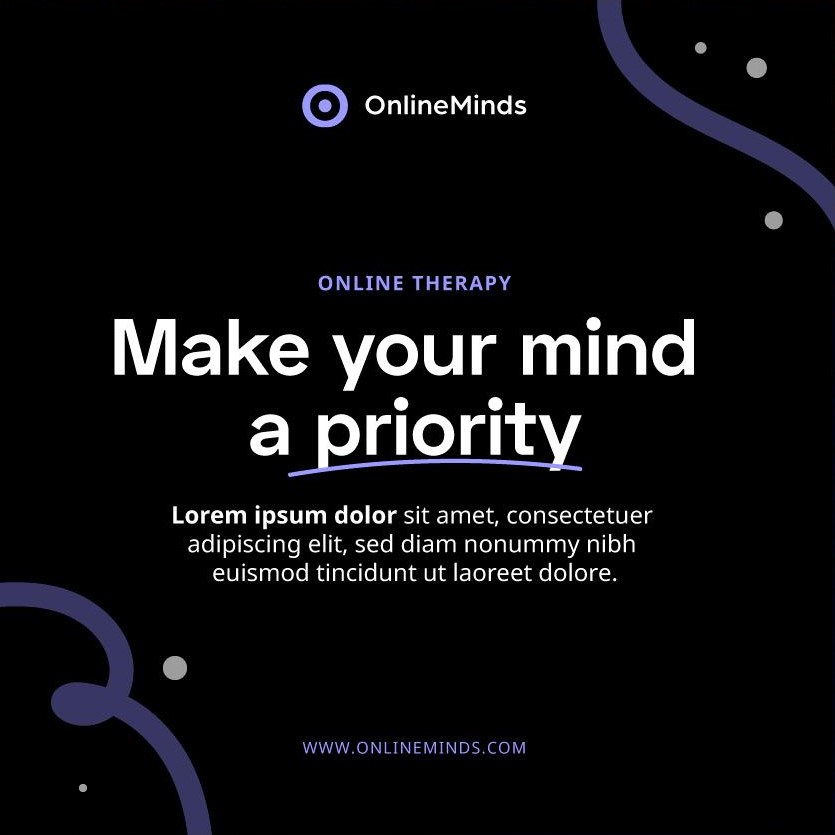 OnlineMinds
ONLINE THERAPY
Make your mind
a priority
Lorem ipsum dolor sit amet, consectetuer
adipiscing elit, sed diam nonummy nibh
euismod tincidunt ut laoreet dolore.
WWW.ONLINEMINDS.COM